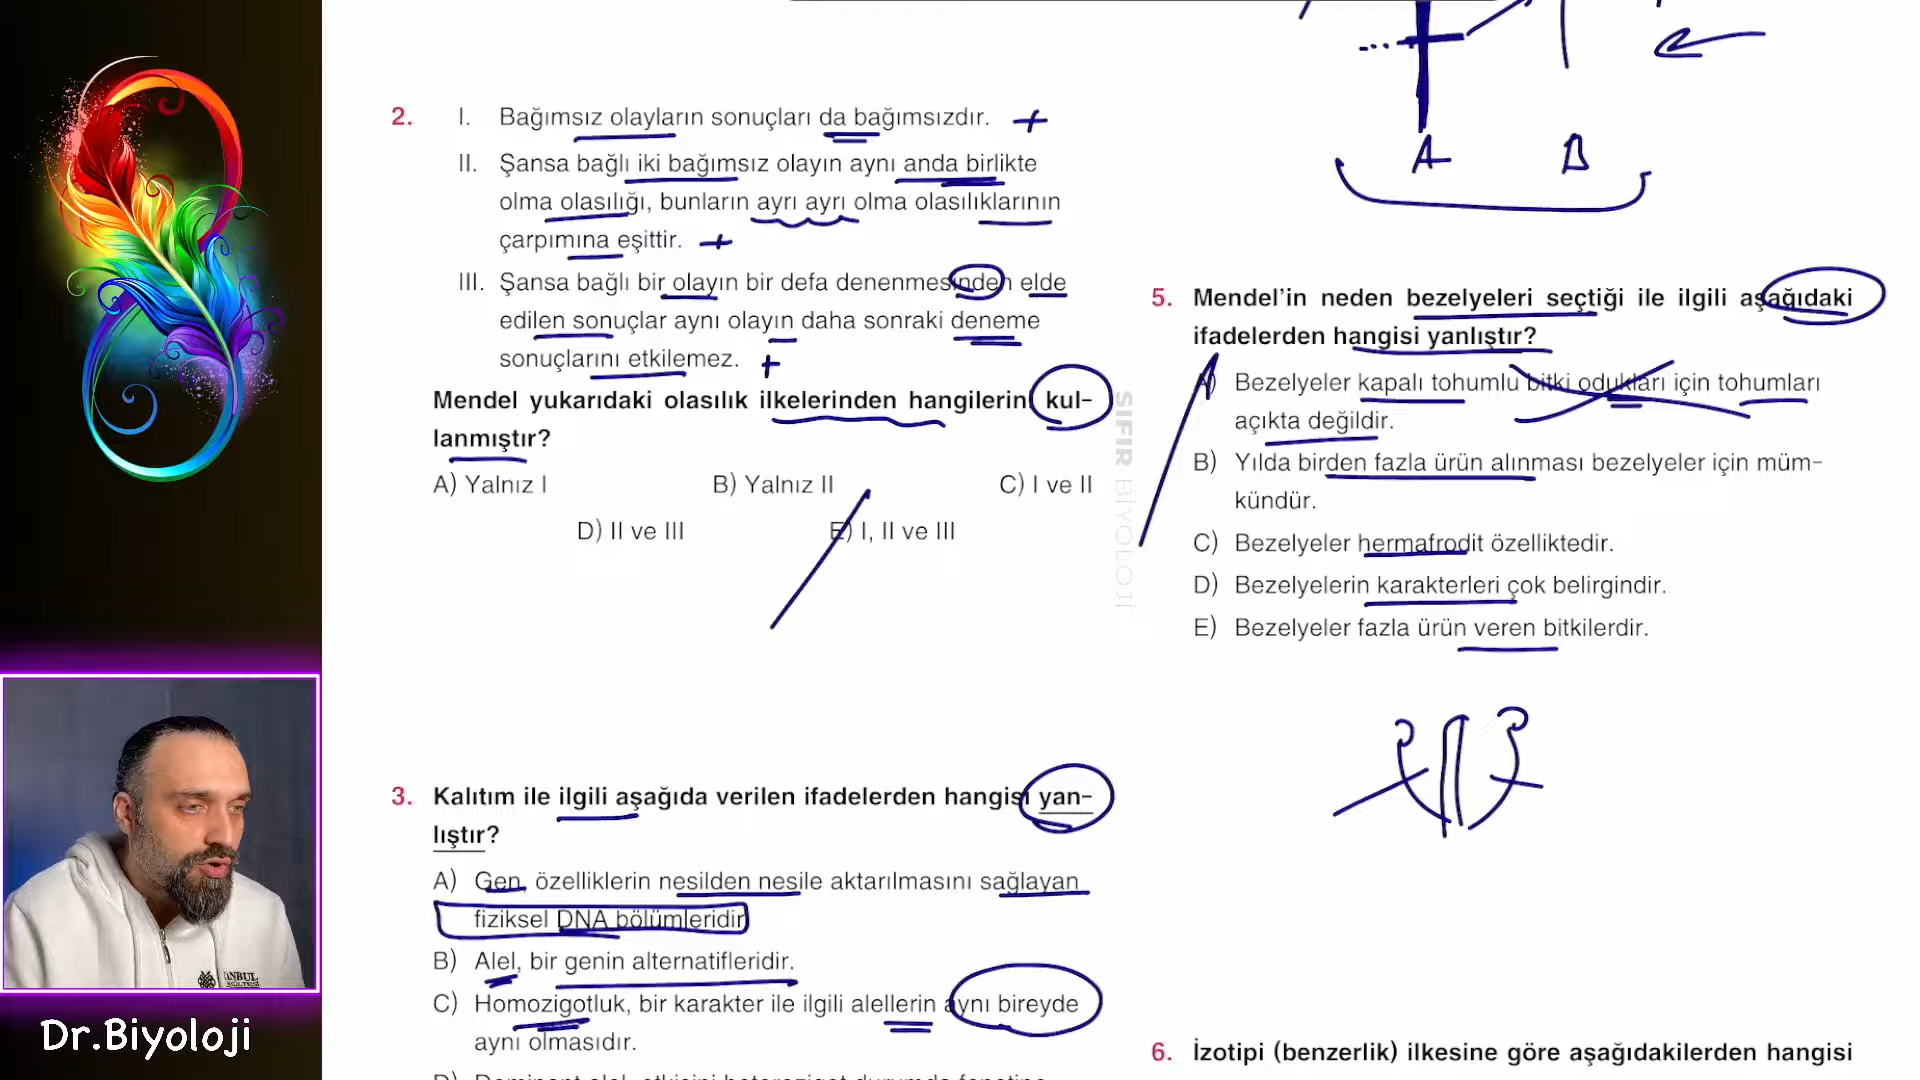 2. I. Bağımsız olayların sonuçları da bağımsızdır. +
II. Şansa bağlı iki bağımsız olayın aynı anda birlikte
olma olasılığı, bunların ayrı ayrı olma olasılıklarının
çarpımına eşittir. +
III. Şansa bağlı bir olayın bir defa denenmesinden elde
edilen sonuçlar aynı olayın daha sonraki deneme
sonuçlarını etkilemez. +
Mendel yukarıdaki olasılık ilkelerinden hangilerini kul-
lanmıştır?
A) Yalnız I B) Yalnız II C) I ve II
D) II ve III E) I, II ve III
3. Kalıtım ile ilgili aşağıda verilen ifadelerden hangisi yan-
lıştır?
A) Gen, özelliklerin nesilden nesile aktarılmasını sağlayan
fiziksel DNA bölümleridir.
B) Alel, bir genin alternatifleridir.
C) Homozigotluk, bir karakter ile ilgili alellerin aynı bireyde
aynı olmasıdır.
D) Dominant alel, etkisini heterozigot durumda fenotipe
SIFIR BİYOLOJİ
A B
5. Mendel'in neden bezelyeleri seçtiği ile ilgili aşağıdaki
ifadelerden hangisi yanlıştır?
A) Bezelyeler kapalı tohumlu bitki odukları için tohumları
açıkta değildir.
B) Yılda birden fazla ürün alınması bezelyeler için müm-
kündür.
C) Bezelyeler hermafrodit özelliktedir.
D) Bezelyelerin karakterleri çok belirgindir.
E) Bezelyeler fazla ürün veren bitkilerdir.
6. İzotipi (benzerlik) ilkesine göre aşağıdakilerden hangisi
Dr.Biyoloji